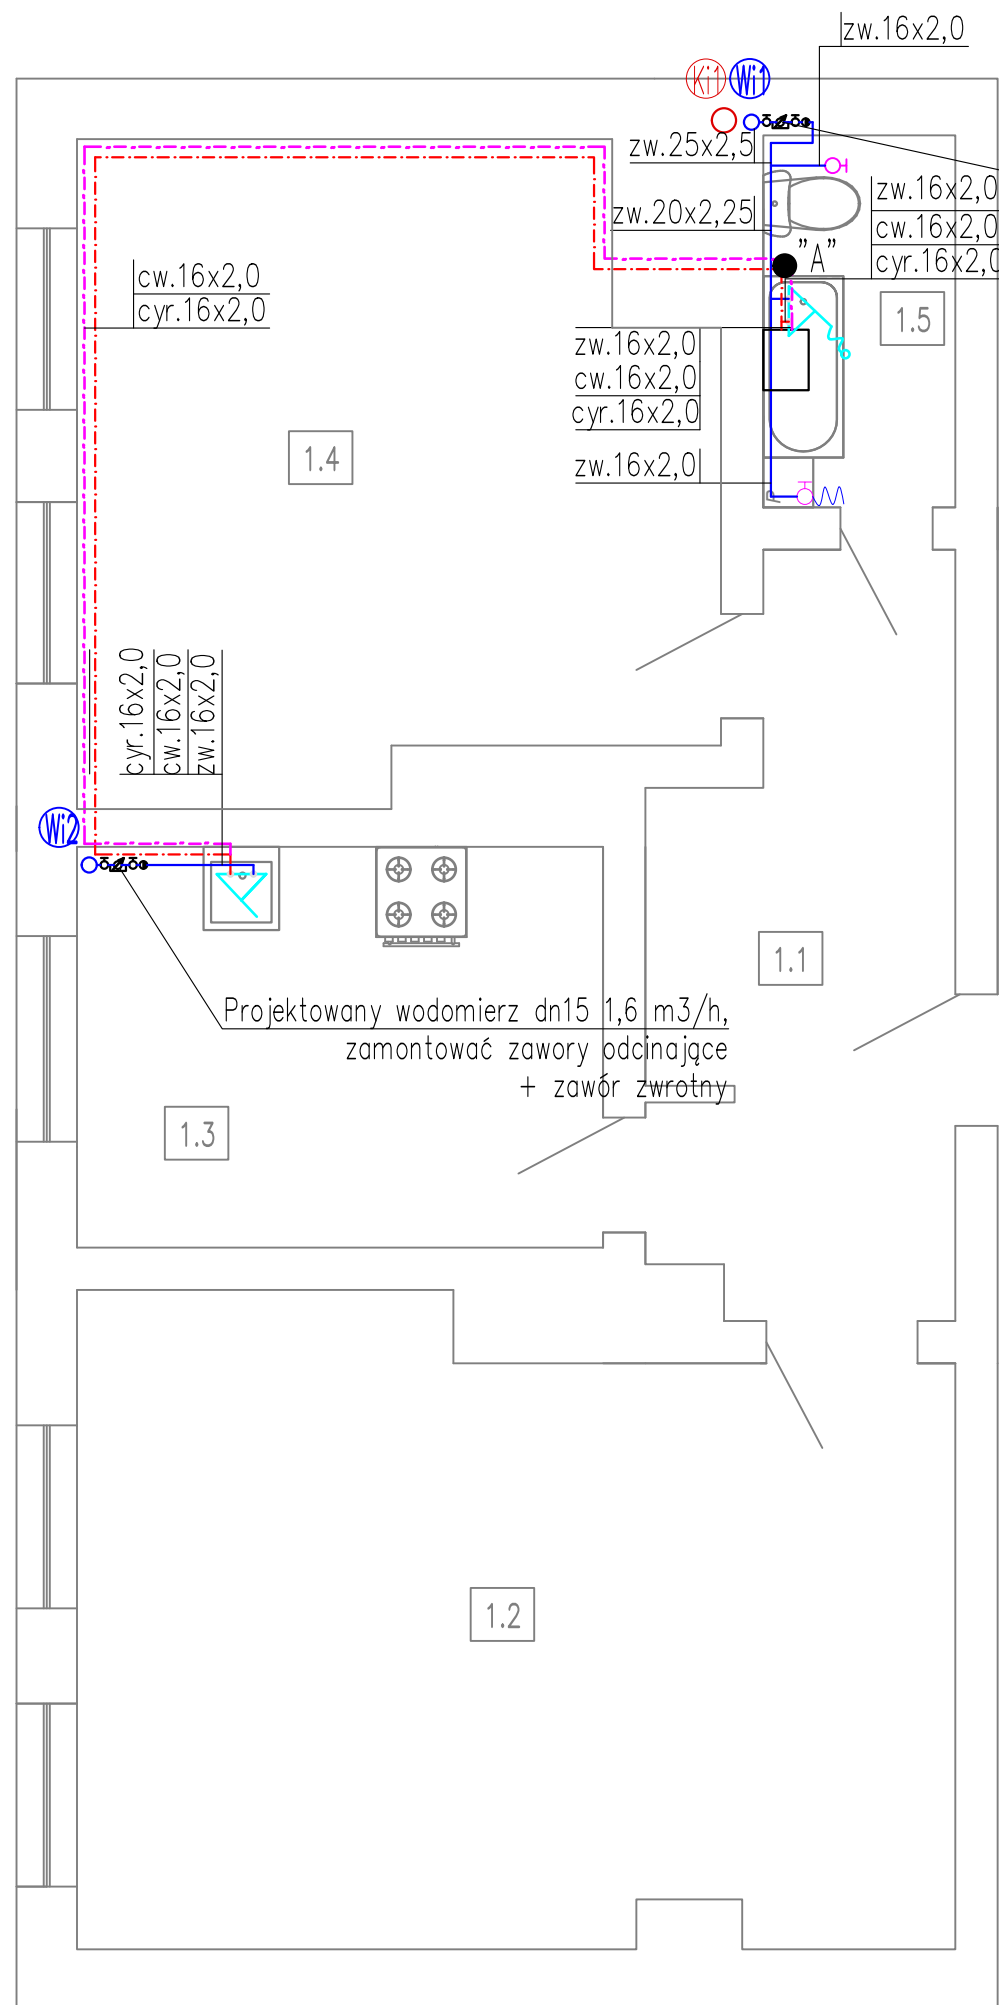 zw.16x2,0
Ki1
Wi1
zw.25x2,5
zw.16x2,0
zw.20x2,25
cw.16x2,0
"A"
cyr.16x2,0
cw.16x2,0
cyr.16x2,0
1.5
zw.16x2,0
cw.16x2,0
cyr.16x2,0
1.4
zw.16x2,0
cyr.16x2,0
cw.16x2,0
zw.16x2,0
Wi2
1.1
Projektowany wodomierz dn15 1,6 m3/h,
zamontować zawory odcinające
+ zawór zwrotny
1.3
1.2